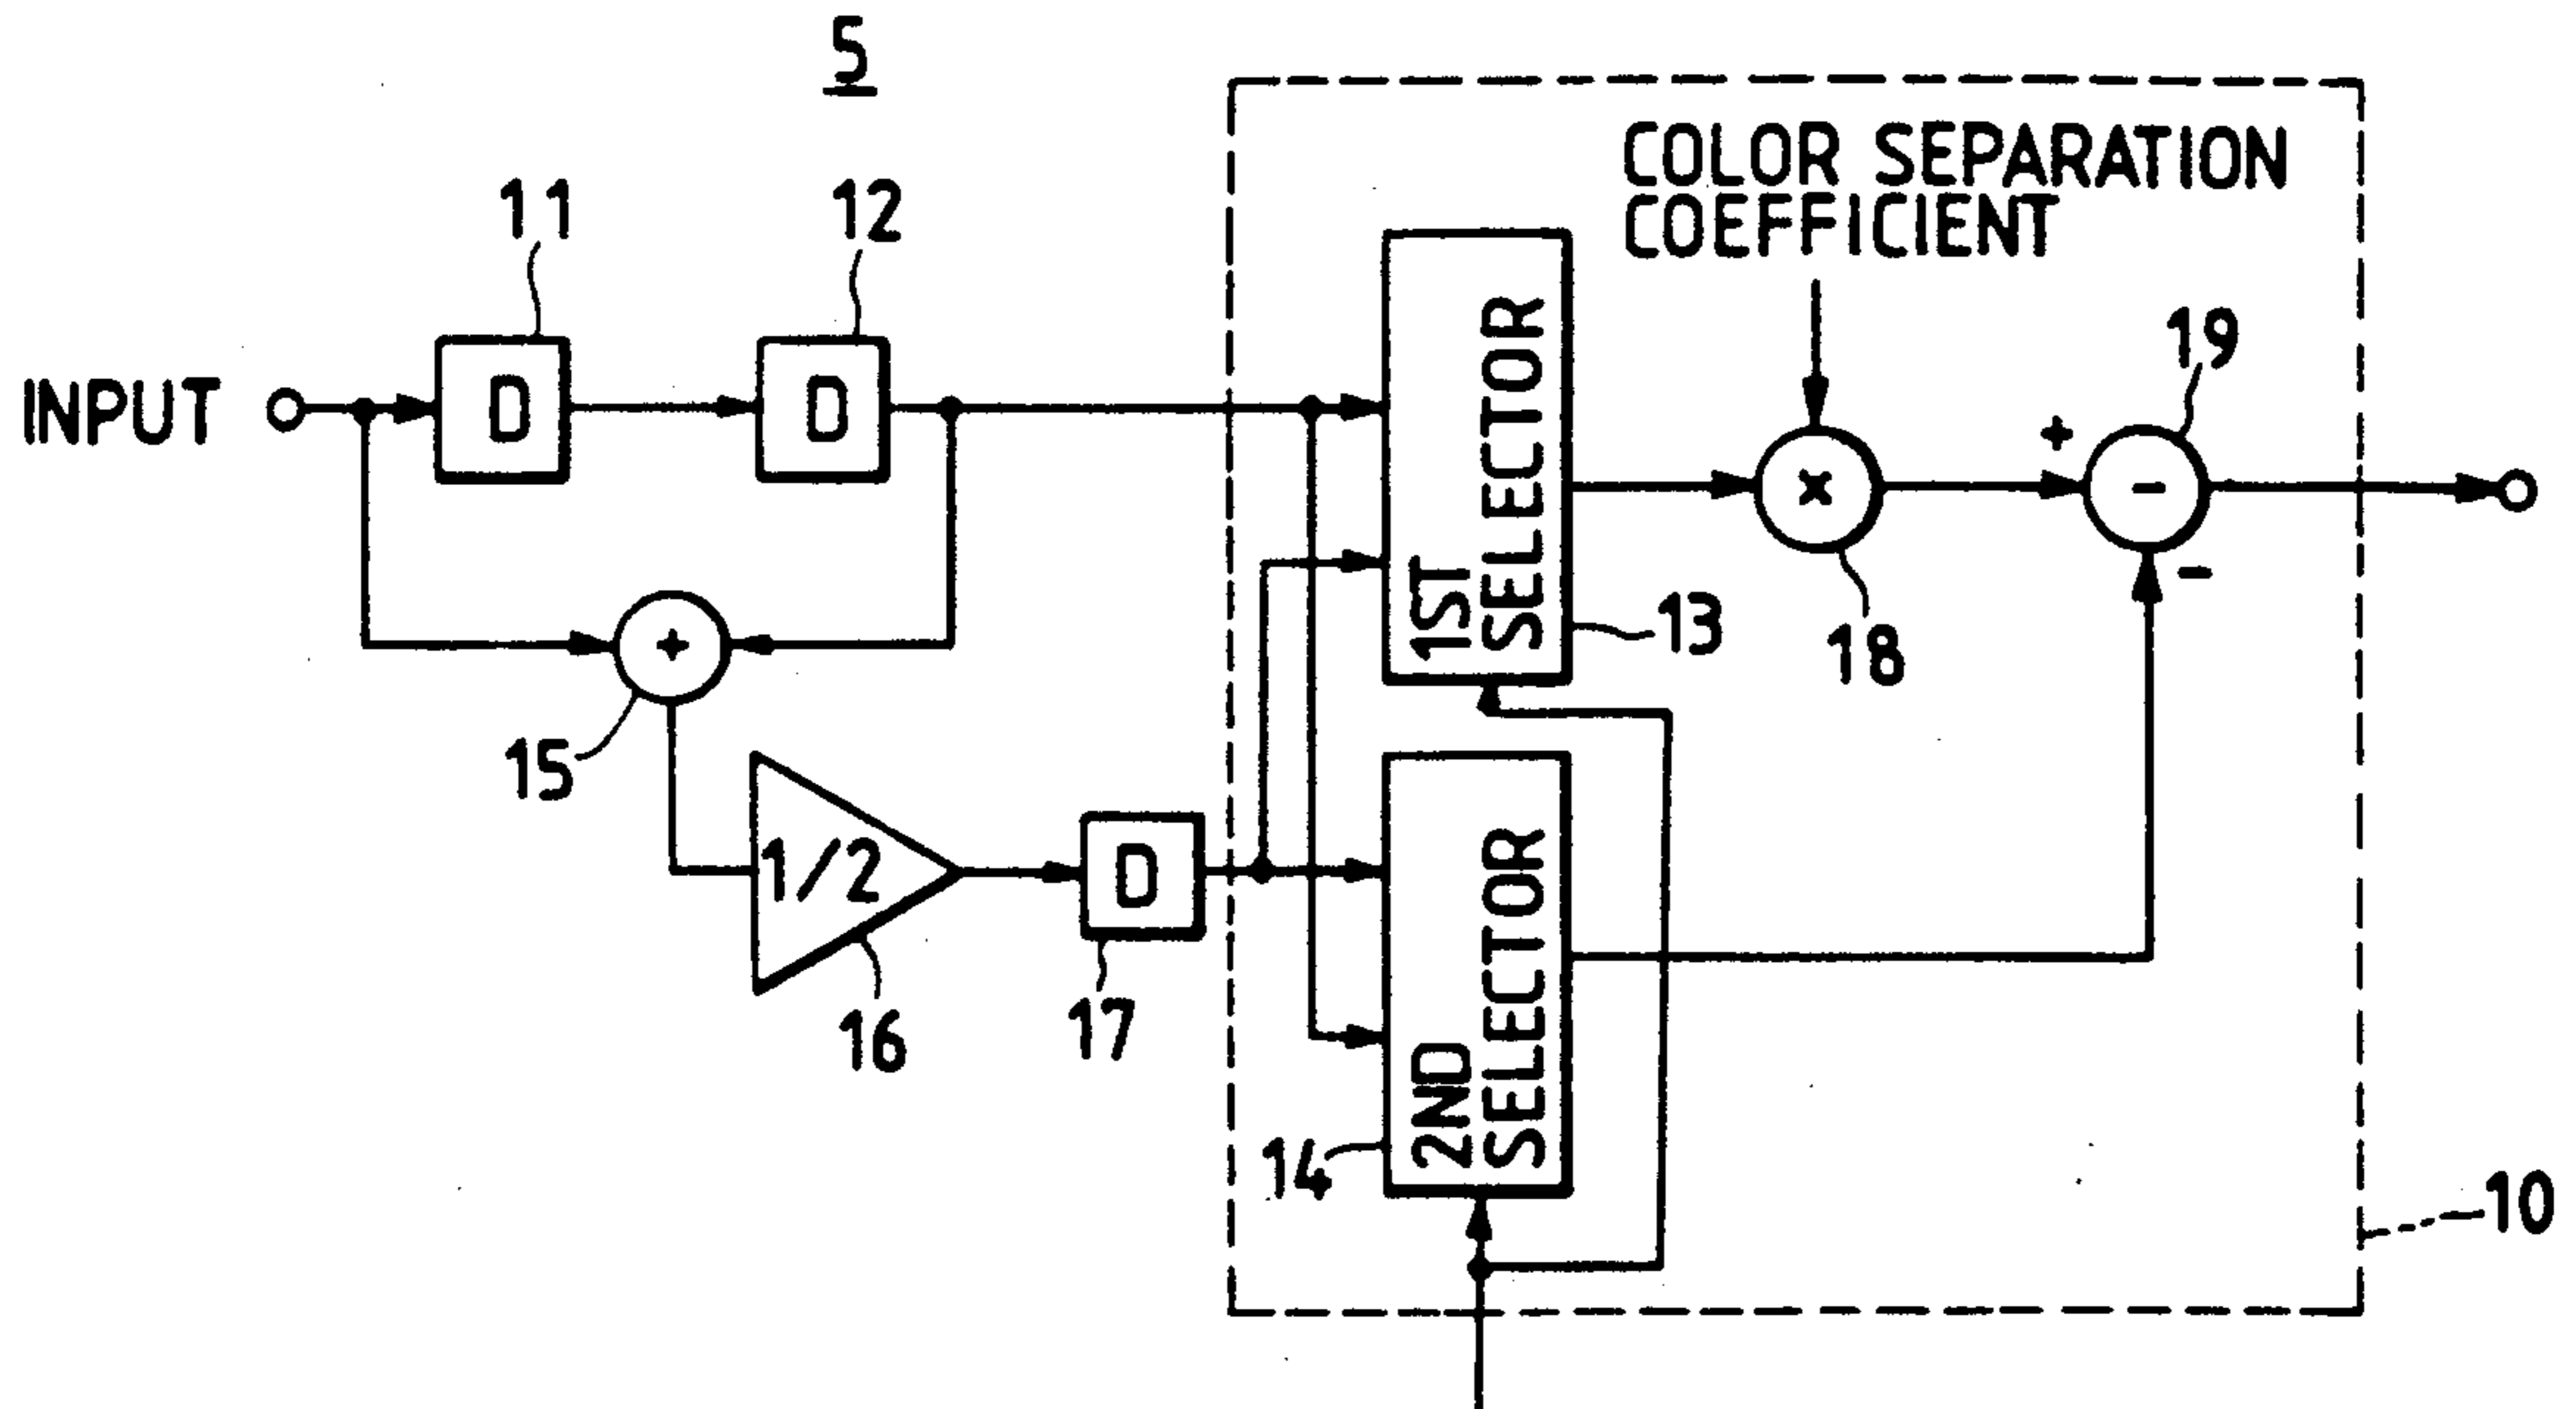 5
COLOR SEPARATION
COEFFICIENT
11
12
19
INPUT
D
D
+
×
-
1ST
SELECTOR
-
13
18
+
15
1/2
D
2ND
SELECTOR
16
17
14
10